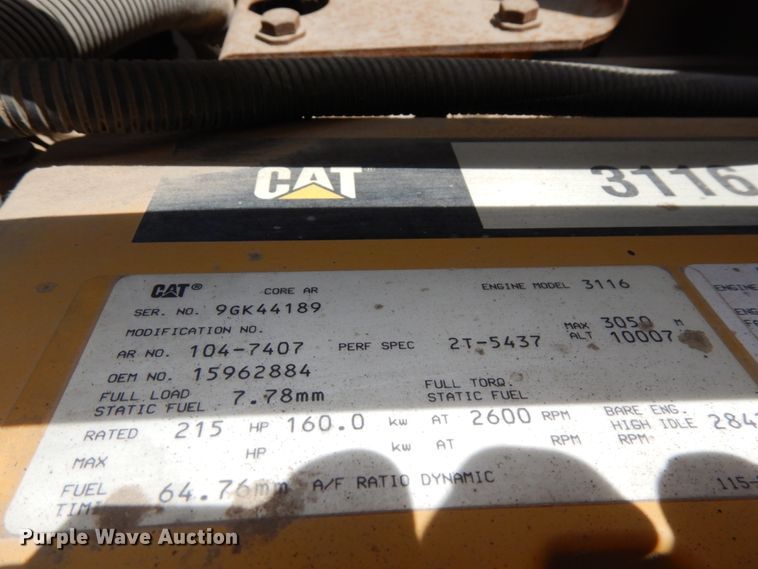 CAT 3116
CAT® CORE AR ENGINE MODEL 3116
SER. NO. 9GK44189
MODIFICATION NO.
AR NO. 104-7407 PERF SPEC 2T-5437 MAX ALT 3050 M 10007
OEM NO. 15962884
FULL LOAD STATIC FUEL 7.78mm FULL TORQ. STATIC FUEL
RATED 215 HP 160.0 kw AT 2600 RPM BARE ENG. HIGH IDLE RPM
MAX HP kw AT RPM
FUEL 64.76mm A/F RATIO DYNAMIC
ENGINE
ENGINE
Purple Wave Auction